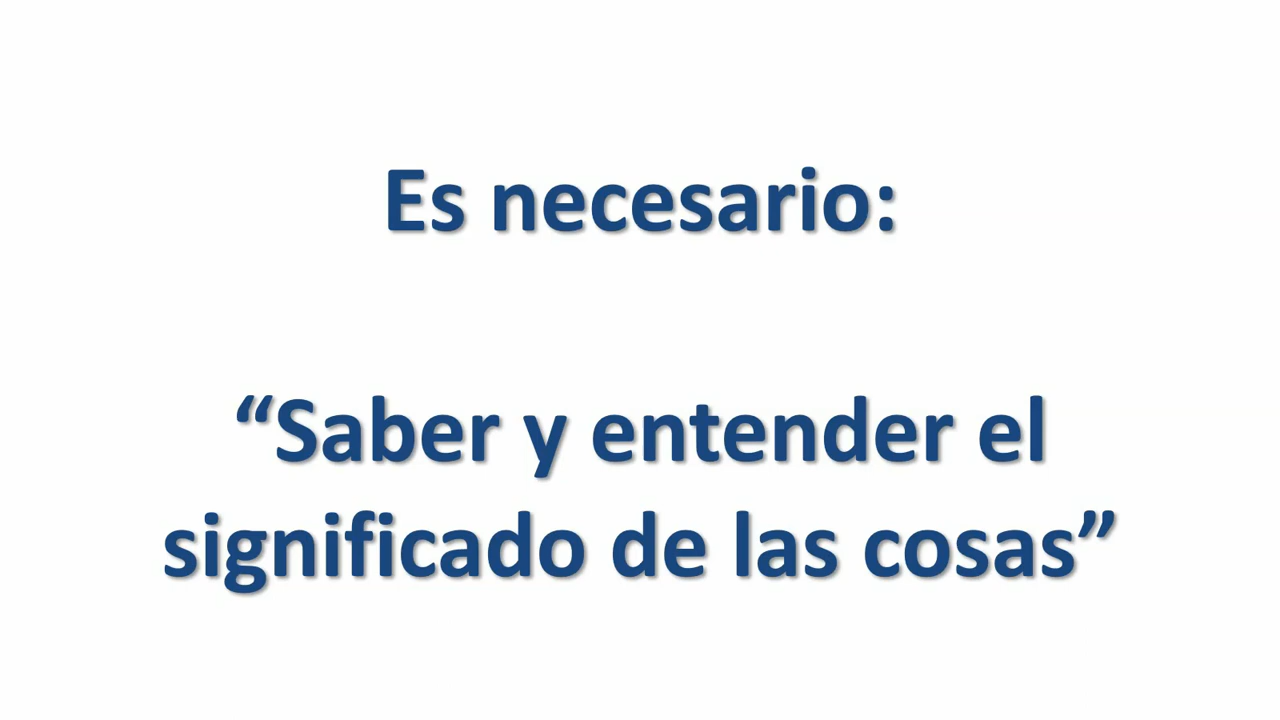 Es necesario:
“Saber y entender el
significado de las cosas”